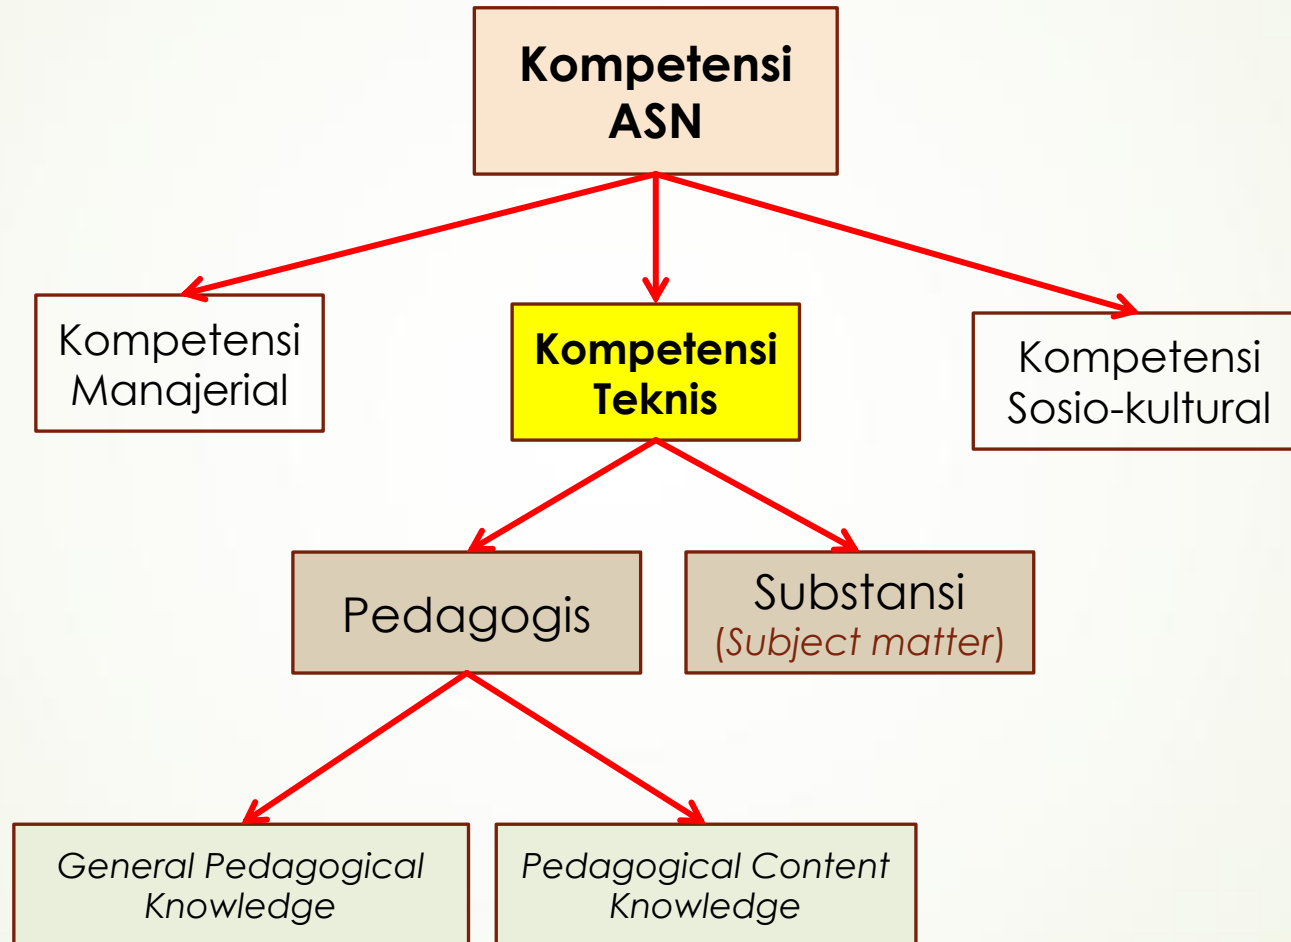 Kompetensi
ASN
Kompetensi
Manajerial
Kompetensi
Teknis
Kompetensi
Sosio-kultural
Pedagogis
Substansi
(Subject matter)
General Pedagogical
Knowledge
Pedagogical Content
Knowledge